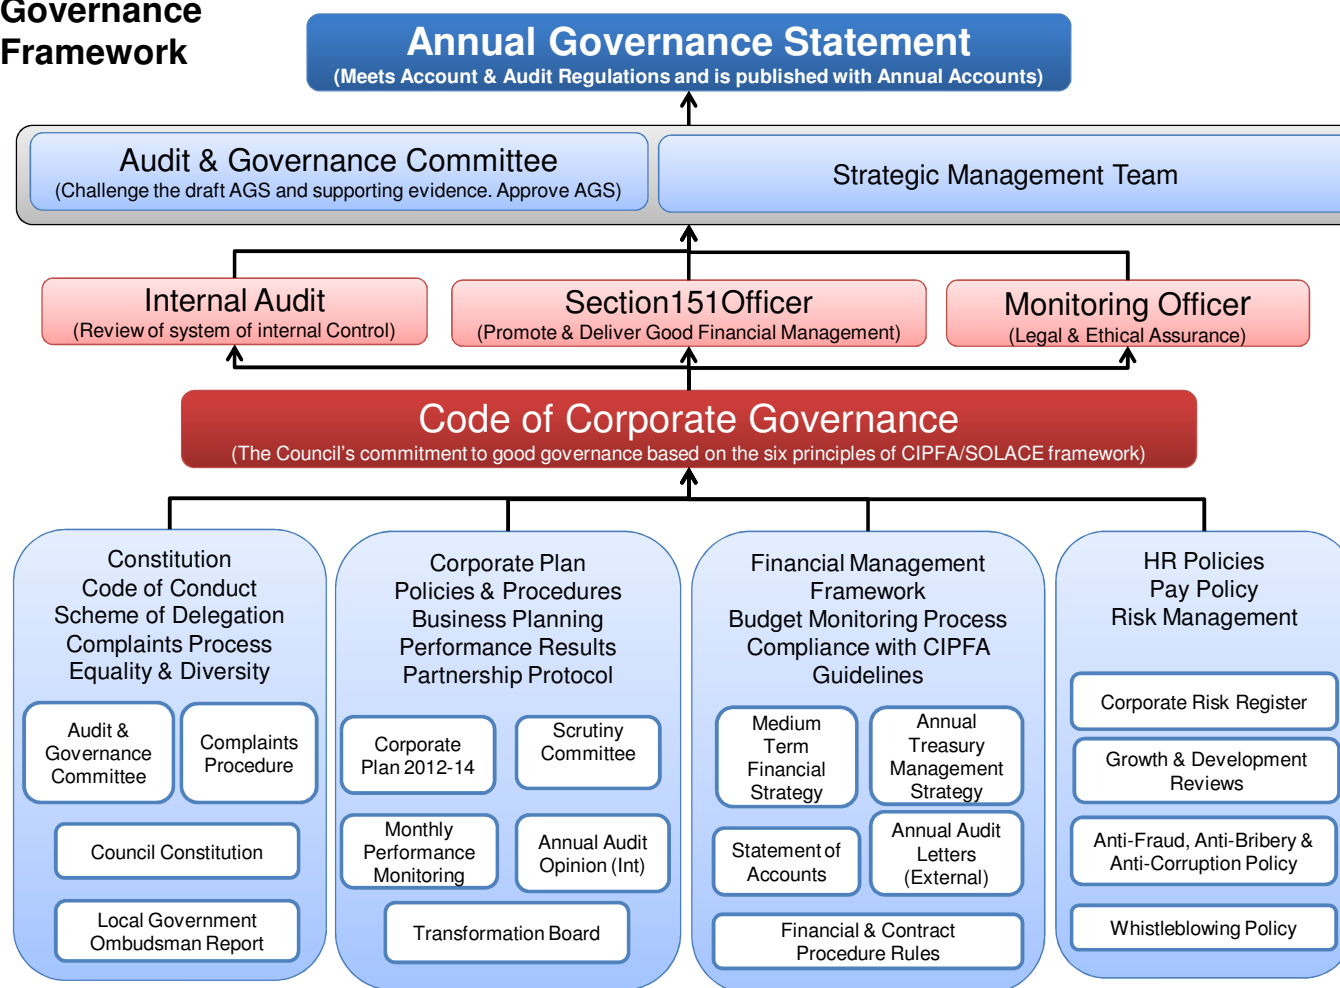 Governance
Framework
Annual Governance Statement
(Meets Account & Audit Regulations and is published with Annual Accounts)
Audit & Governance Committee
(Challenge the draft AGS and supporting evidence. Approve AGS)
Strategic Management Team
Internal Audit
(Review of system of internal Control)
Section151Officer
(Promote & Deliver Good Financial Management)
Monitoring Officer
(Legal & Ethical Assurance)
Code of Corporate Governance
(The Council's commitment to good governance based on the six principles of CIPFA/SOLACE framework)
Constitution
Code of Conduct
Scheme of Delegation
Complaints Process
Equality & Diversity
Audit &
Governance
Committee
Complaints
Procedure
Council Constitution
Local Government
Ombudsman Report
Corporate Plan
Policies & Procedures
Business Planning
Performance Results
Partnership Protocol
Corporate
Plan 2012-14
Scrutiny
Committee
Monthly
Performance
Monitoring
Annual Audit
Opinion (Int)
Transformation Board
Financial Management
Framework
Budget Monitoring Process
Compliance with CIPFA
Guidelines
Medium
Term
Financial
Strategy
Annual
Treasury
Management
Strategy
Statement of
Accounts
Annual Audit
Letters
(External)
Financial & Contract
Procedure Rules
HR Policies
Pay Policy
Risk Management
Corporate Risk Register
Growth & Development
Reviews
Anti-Fraud, Anti-Bribery &
Anti-Corruption Policy
Whistleblowing Policy